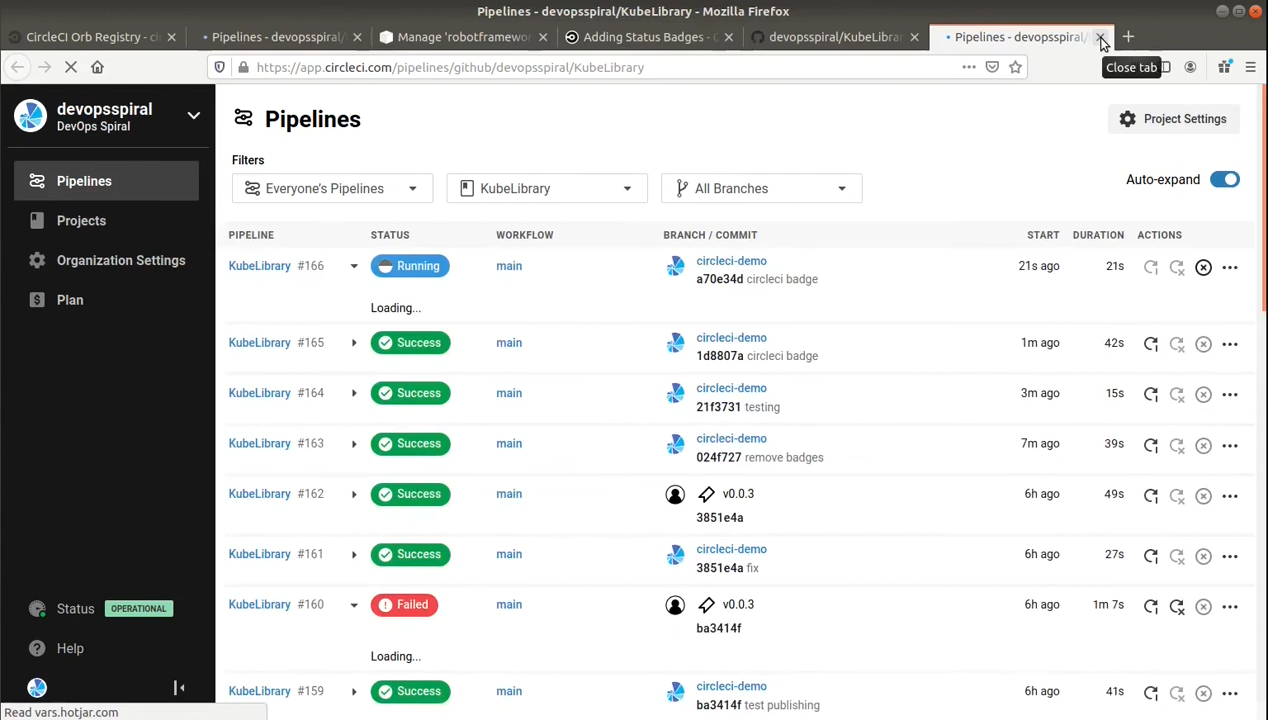 Pipelines - devopsspiral/KubeLibrary - Mozilla Firefox
CircleCI Orb Registry - ci
Pipelines - devopsspiral/
Manage 'robotframewo
Adding Status Badges - C
devopsspiral/KubeLibra
Pipelines - devopsspiral/
https://app.circleci.com/pipelines/github/devopsspiral/KubeLibrary
Close tab
devopsspiral
DevOps Spiral
Pipelines
Projects
Organization Settings
Plan
Status OPERATIONAL
Help
Pipelines
Project Settings
Filters
Everyone's Pipelines
KubeLibrary
All Branches
Auto-expand
PIPELINE STATUS WORKFLOW BRANCH / COMMIT START DURATION ACTIONS
KubeLibrary #166 Running main circleci-demo 21s ago 21s
a70e34d circleci badge
Loading...
KubeLibrary #165 Success main circleci-demo 1m ago 42s
1d8807a circleci badge
KubeLibrary #164 Success main circleci-demo 3m ago 15s
21f3731 testing
KubeLibrary #163 Success main circleci-demo 7m ago 39s
024f727 remove badges
KubeLibrary #162 Success main v0.0.3 6h ago 49s
3851e4a
KubeLibrary #161 Success main circleci-demo 6h ago 27s
3851e4a fix
KubeLibrary #160 Failed main v0.0.3 6h ago 1m 7s
ba3414f
Loading...
KubeLibrary #159 Success main circleci-demo 6h ago 41s
ba3414f test publishing
Read vars.hotjar.com